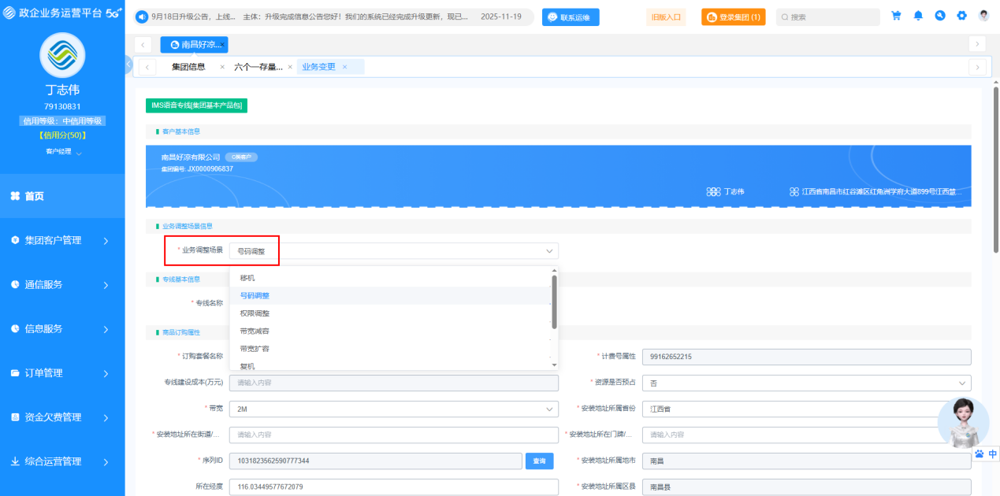 政企业务运营平台 5G+
9月18日升级公告，上线... 主体：升级完成信息公告您好！我们的系统已经完成升级更新，现已... 2025-11-19
联系运维
旧版入口
登录集团 (1)
搜索
南昌好凉...×
集团信息 × 六个一存量... × 业务变更 ×
丁志伟
79130831
信用等级：中信用等级
【信用分(50)】
客户经理
首页
集团客户管理
通信服务
信息服务
订单管理
资金欠费管理
综合运营管理
IMS语音专线[集团基本产品包]
客户基本信息
南昌好凉有限公司
集团编号: JX0000906837
丁志伟 江西省南昌市红谷滩区红角洲学府大道899号江西慧...
业务调整场景信息
* 业务调整场景 号码调整
移机
号码调整
权限调整
带宽减容
带宽扩容
复机
专线基本信息
* 专线名称
商品订购属性
* 订购套餐名称 * 计费号属性 99162652215
专线建设成本(万元) 请输入内容 * 资源是否预占 否
* 带宽 2M * 安装地址所属省份 江西省
* 安装地址所在街道/... 请输入内容 * 安装地址所在门牌/... 请输入内容
* 序列ID 1031823562590777344 查询 * 安装地址所属地市 南昌
所在经度 116.03449577672079 * 安装地址所属区县 南昌县
中